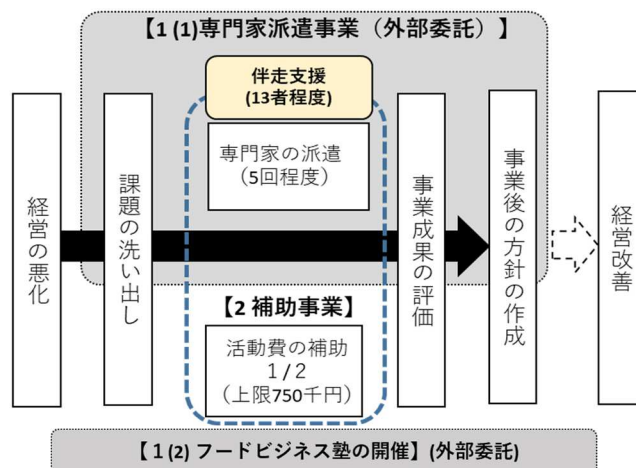 【1 (1)専門家派遣事業（外部委託）】
伴走支援
(13者程度)
専門家の派遣
（5回程度）
経営の悪化
課題の洗い出し
事業成果の評価
事業後の方針の作成
経営改善
【2 補助事業】
活動費の補助
1 / 2
（上限750千円）
【１(2) フードビジネス塾の開催】(外部委託)